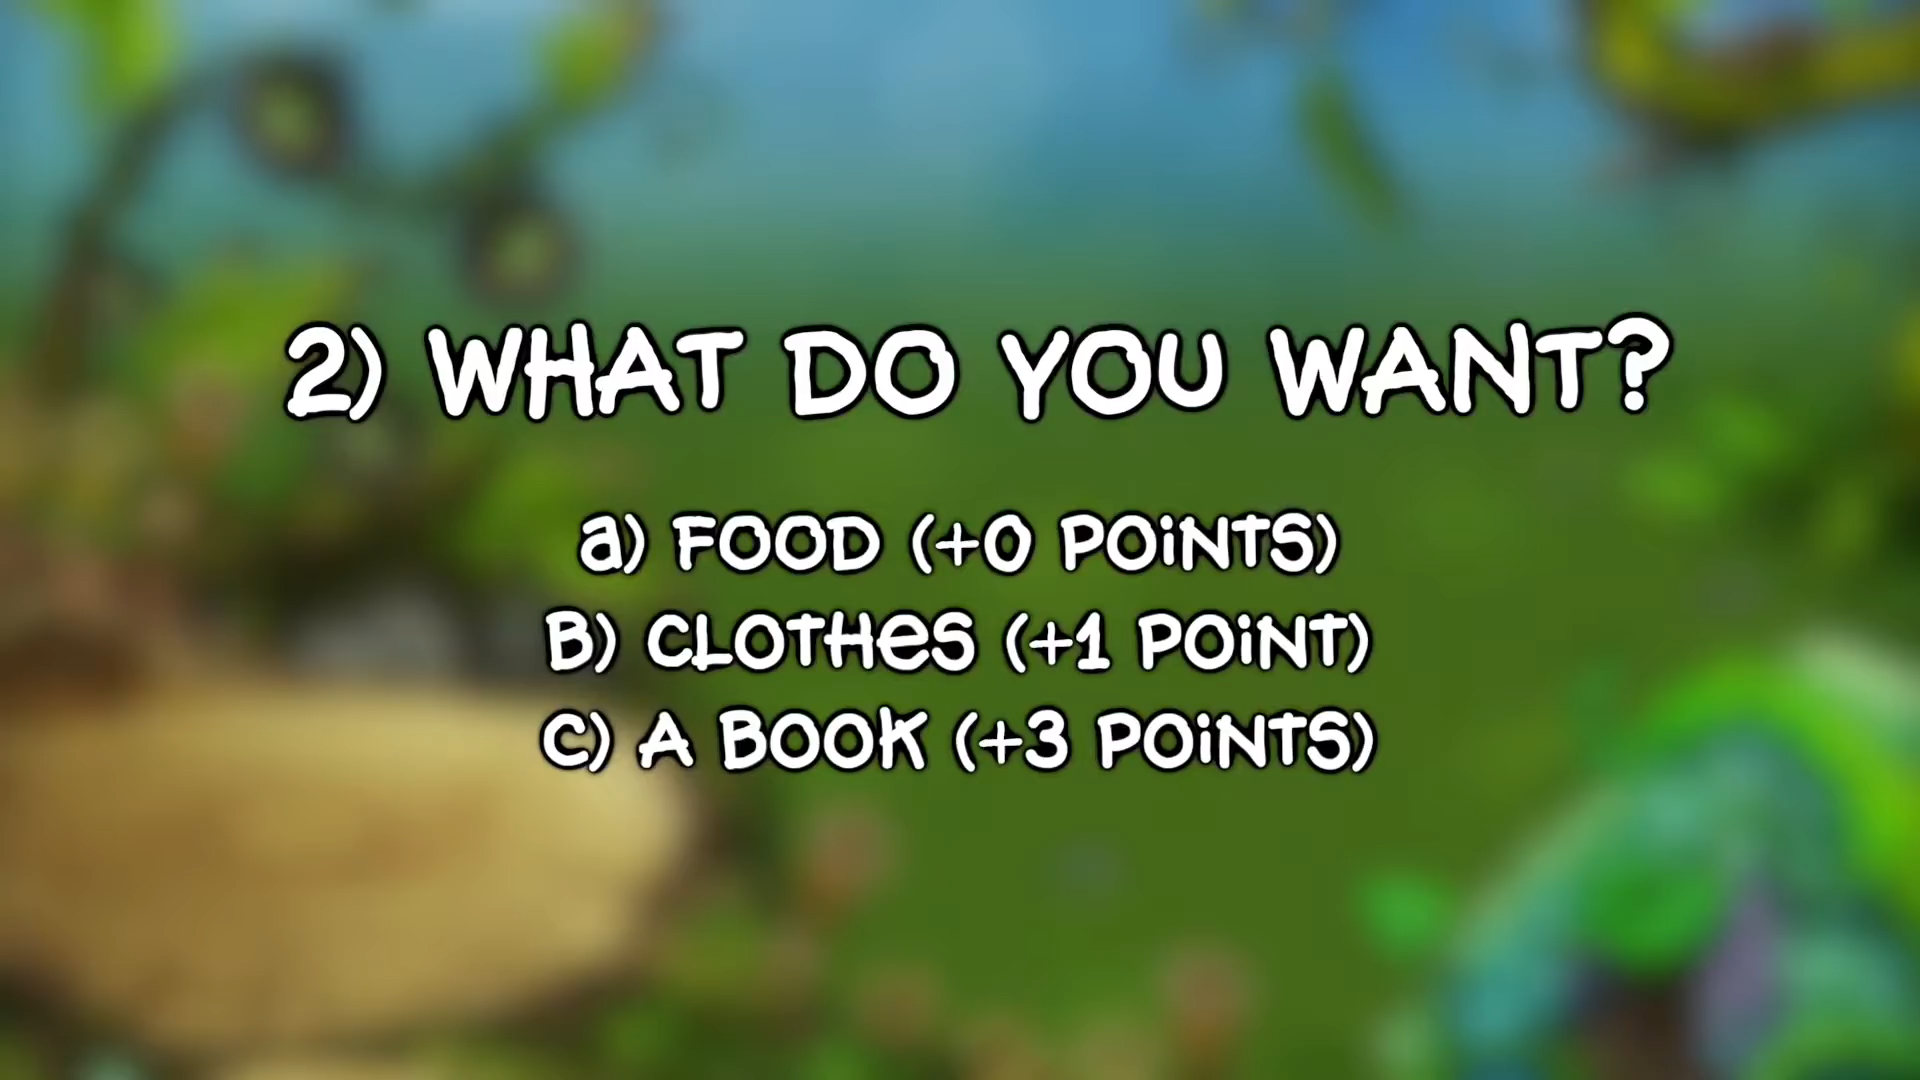 2) WHAT DO YOU WANT?
a) FOOD (+0 POiNTS)
B) CLOTHeS (+1 POiNT)
C) A BOOK (+3 POiNTS)